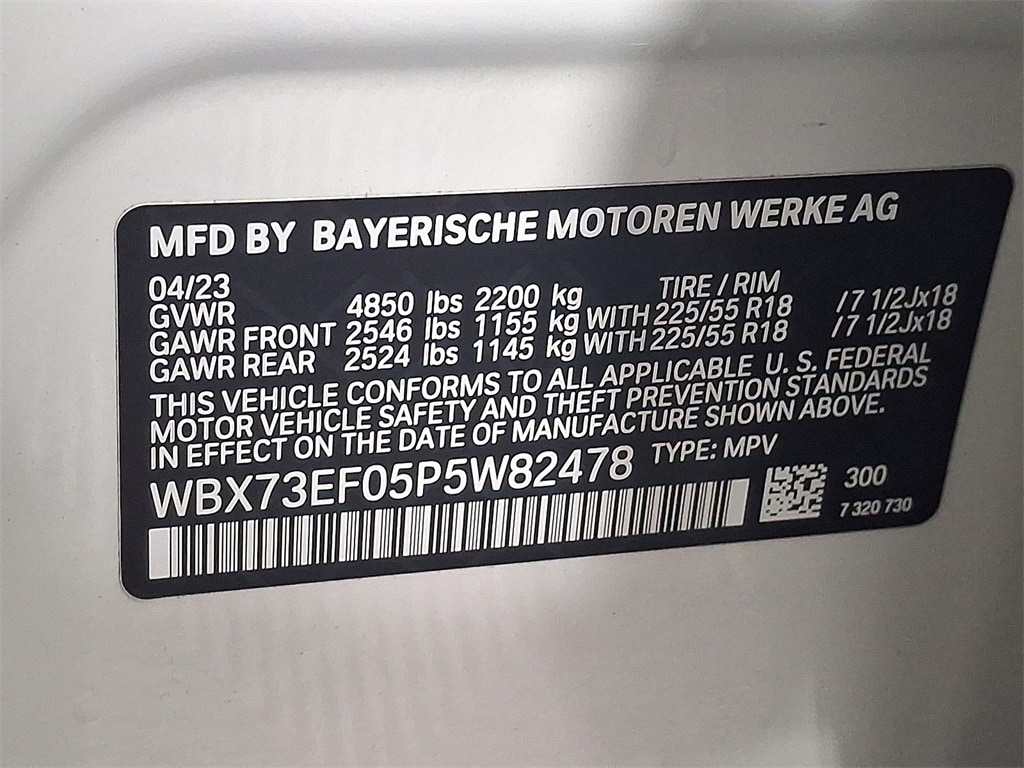 MFD BY BAYERISCHE MOTOREN WERKE AG
04/23 TIRE / RIM
GVWR 4850 lbs 2200 kg
GAWR FRONT 2546 lbs 1155 kg WITH 225/55 R18 /7 1/2Jx18
GAWR REAR 2524 lbs 1145 kg WITH 225/55 R18 /7 1/2Jx18
THIS VEHICLE CONFORMS TO ALL APPLICABLE U. S. FEDERAL
MOTOR VEHICLE SAFETY AND THEFT PREVENTION STANDARDS
IN EFFECT ON THE DATE OF MANUFACTURE SHOWN ABOVE.
WBX73EF05P5W82478 TYPE: MPV
300
7 320 730